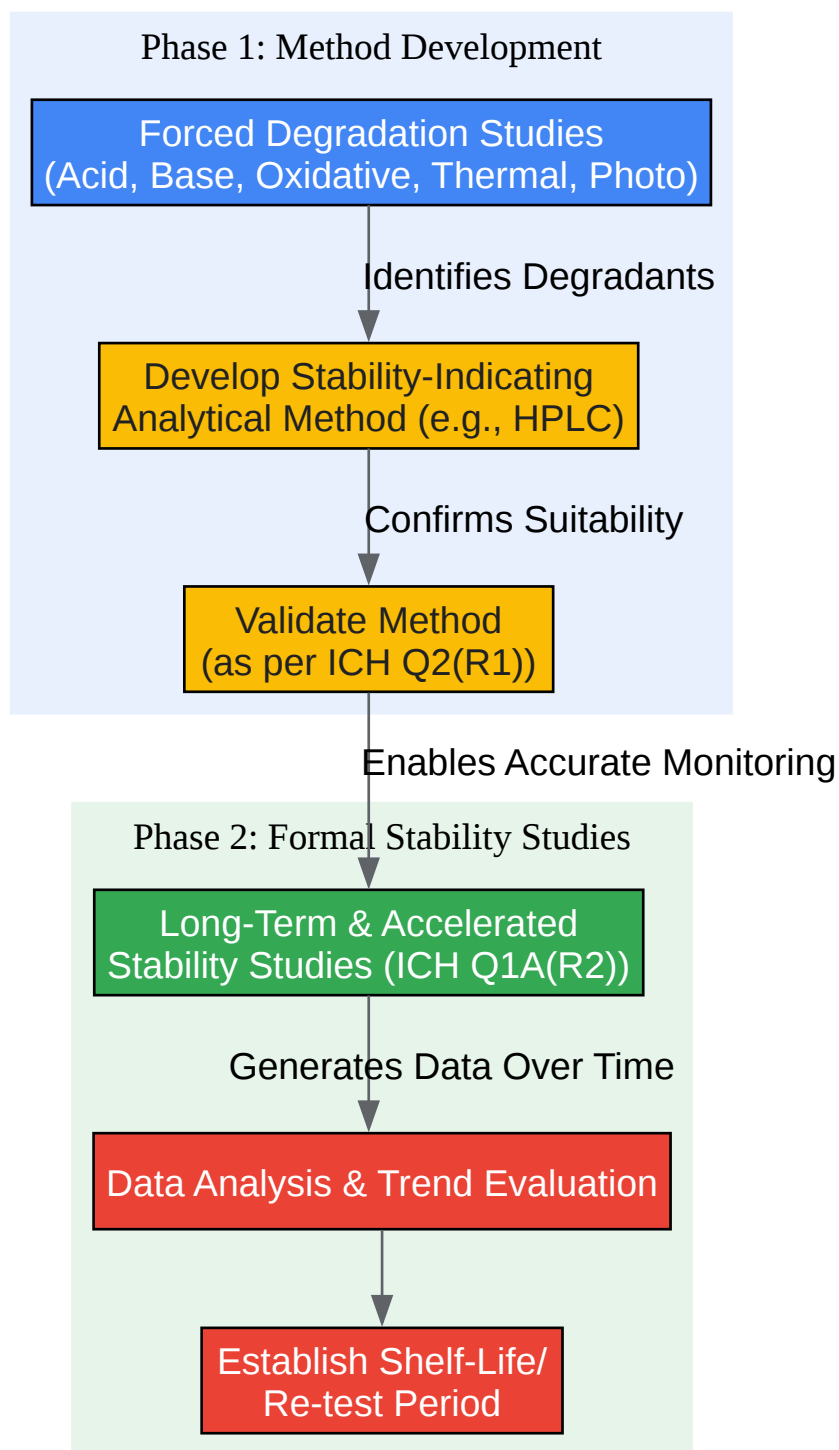 Phase 1: Method Development
Forced Degradation Studies
(Acid, Base, Oxidative, Thermal, Photo)
Identifies Degradants
Develop Stability-Indicating
Analytical Method (e.g., HPLC)
Confirms Suitability
Validate Method
(as per ICH Q2(R1))
Enables Accurate Monitoring
Phase 2: Formal Stability Studies
Long-Term & Accelerated
Stability Studies (ICH Q1A(R2))
Generates Data Over Time
Data Analysis & Trend Evaluation
Establish Shelf-Life/
Re-test Period